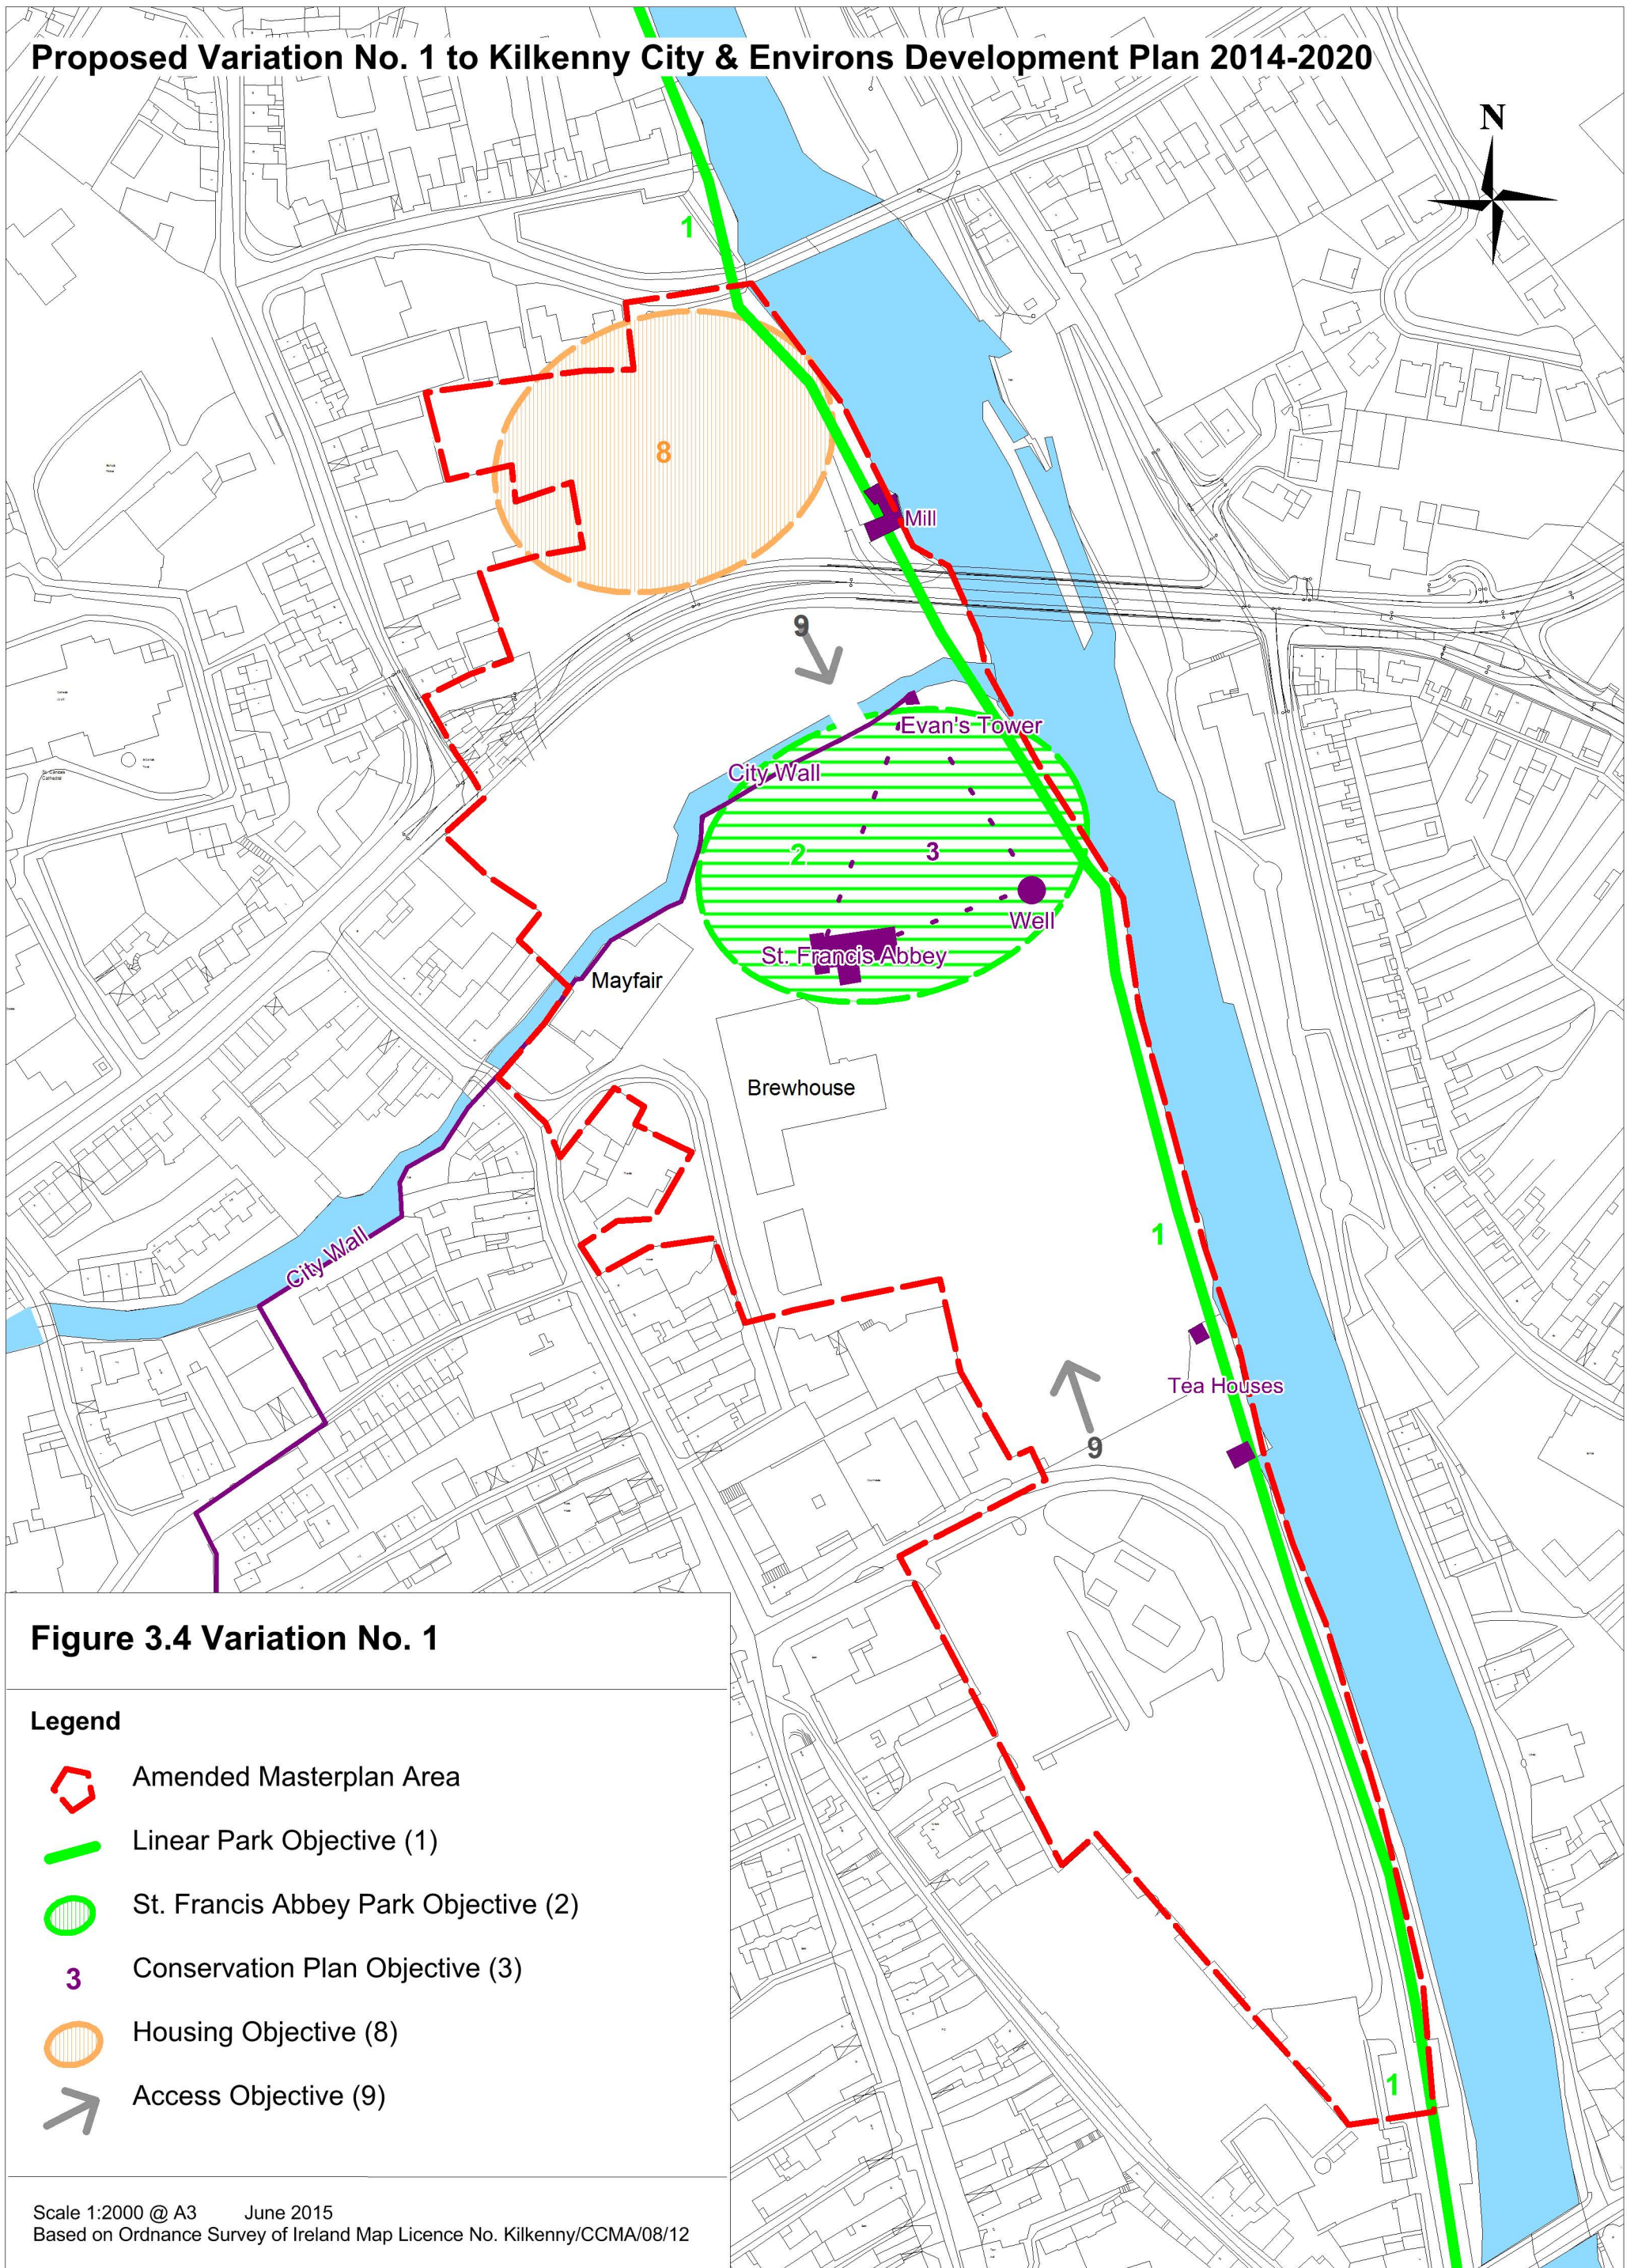 Proposed Variation No. 1 to Kilkenny City & Environs Development Plan 2014-2020
N
1
8
Mill
9
Evan's Tower
City Wall
2
3
Well
St. Francis Abbey
Mayfair
Brewhouse
1
City Wall
Tea Houses
9
1
Figure 3.4 Variation No. 1
Legend
Amended Masterplan Area
Linear Park Objective (1)
St. Francis Abbey Park Objective (2)
3 Conservation Plan Objective (3)
Housing Objective (8)
Access Objective (9)
Scale 1:2000 @ A3 June 2015
Based on Ordnance Survey of Ireland Map Licence No. Kilkenny/CCMA/08/12